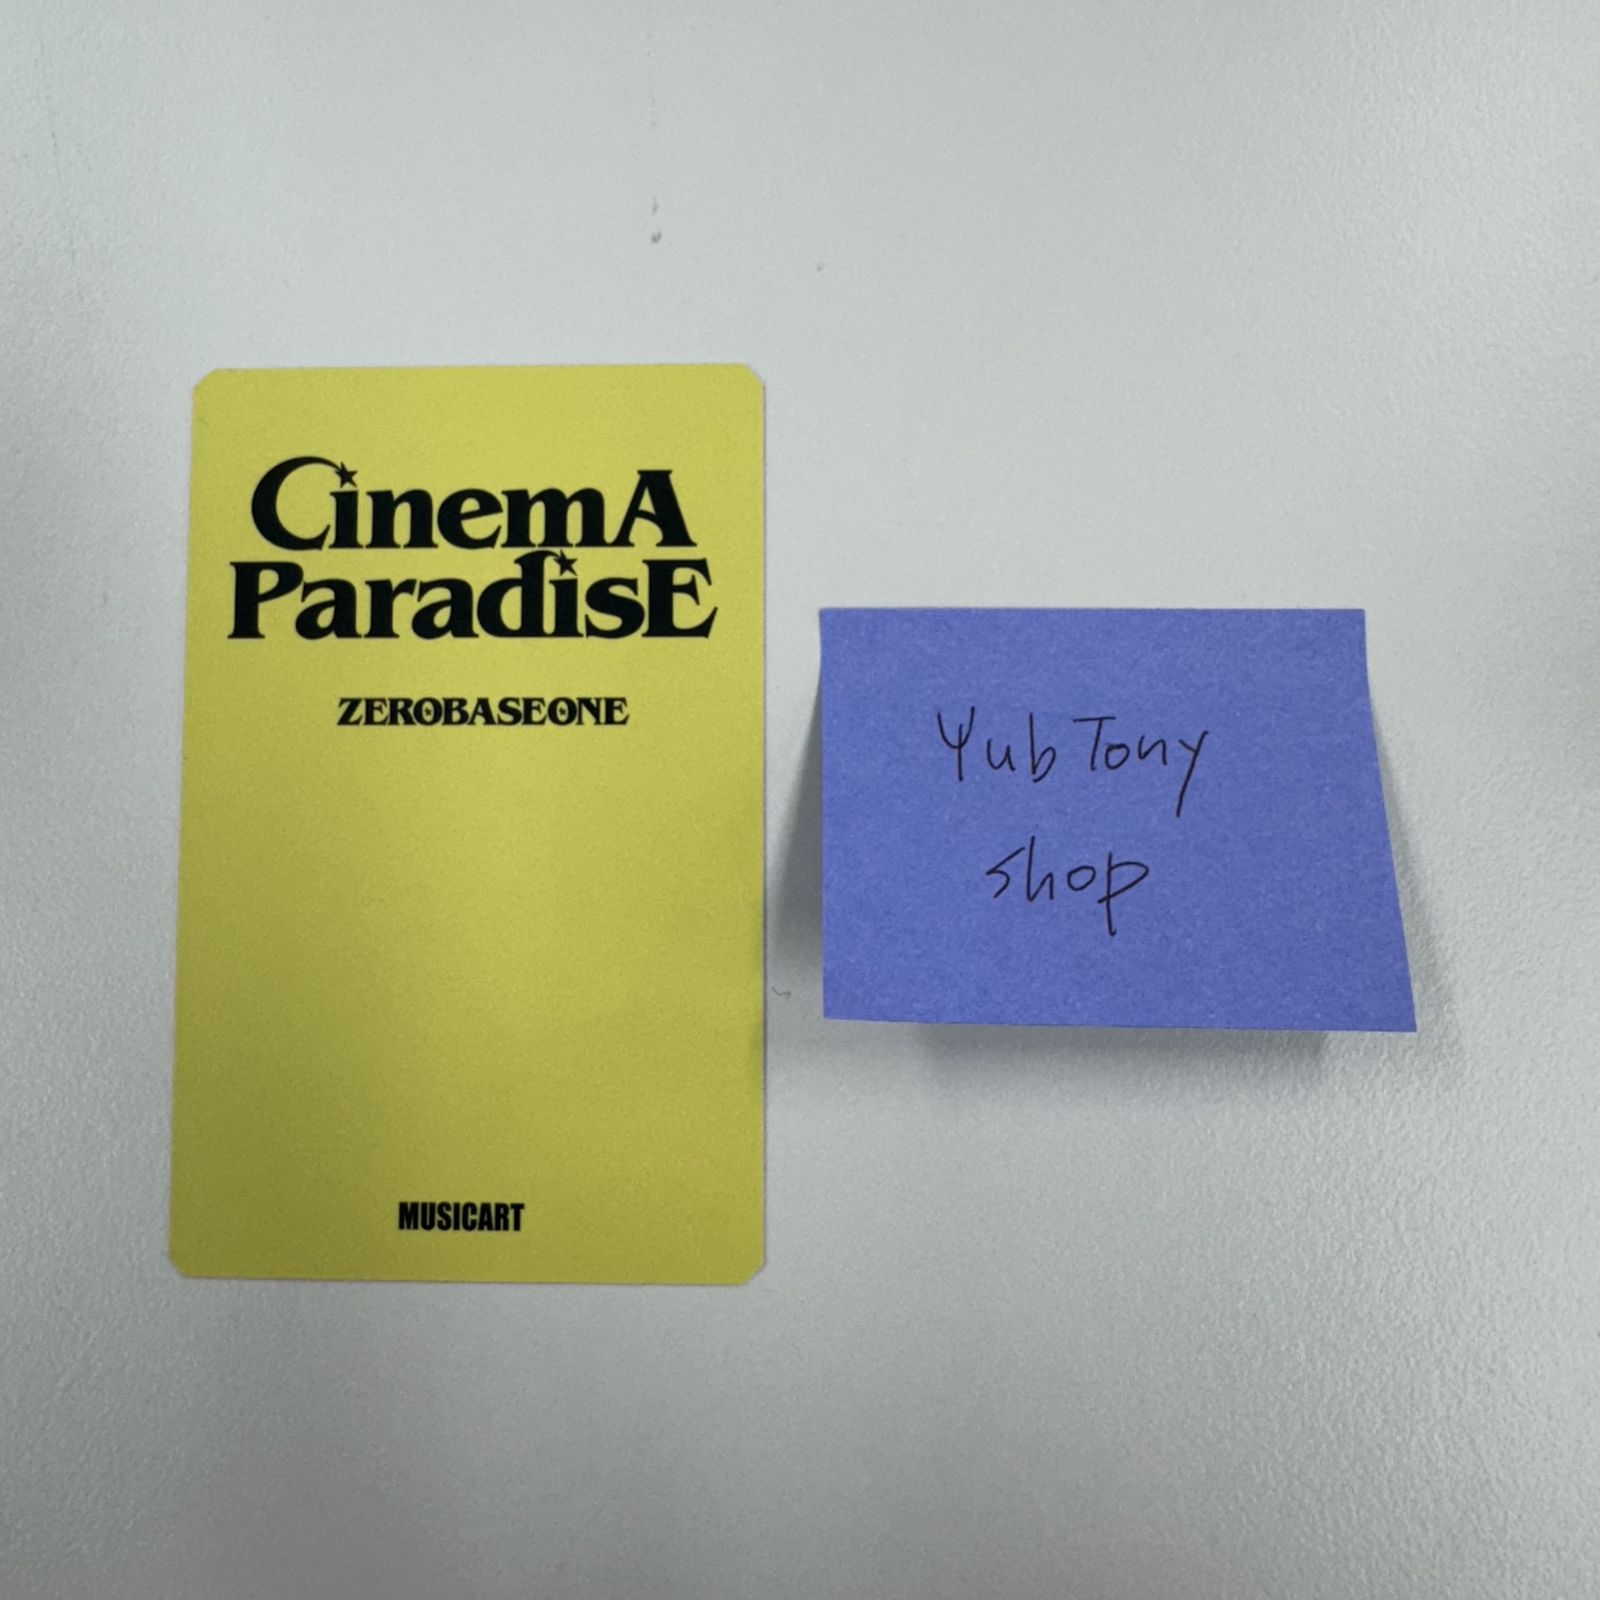 CinemA
ParadisE
ZEROBASEONE
MUSICART
Yub Tony
shop